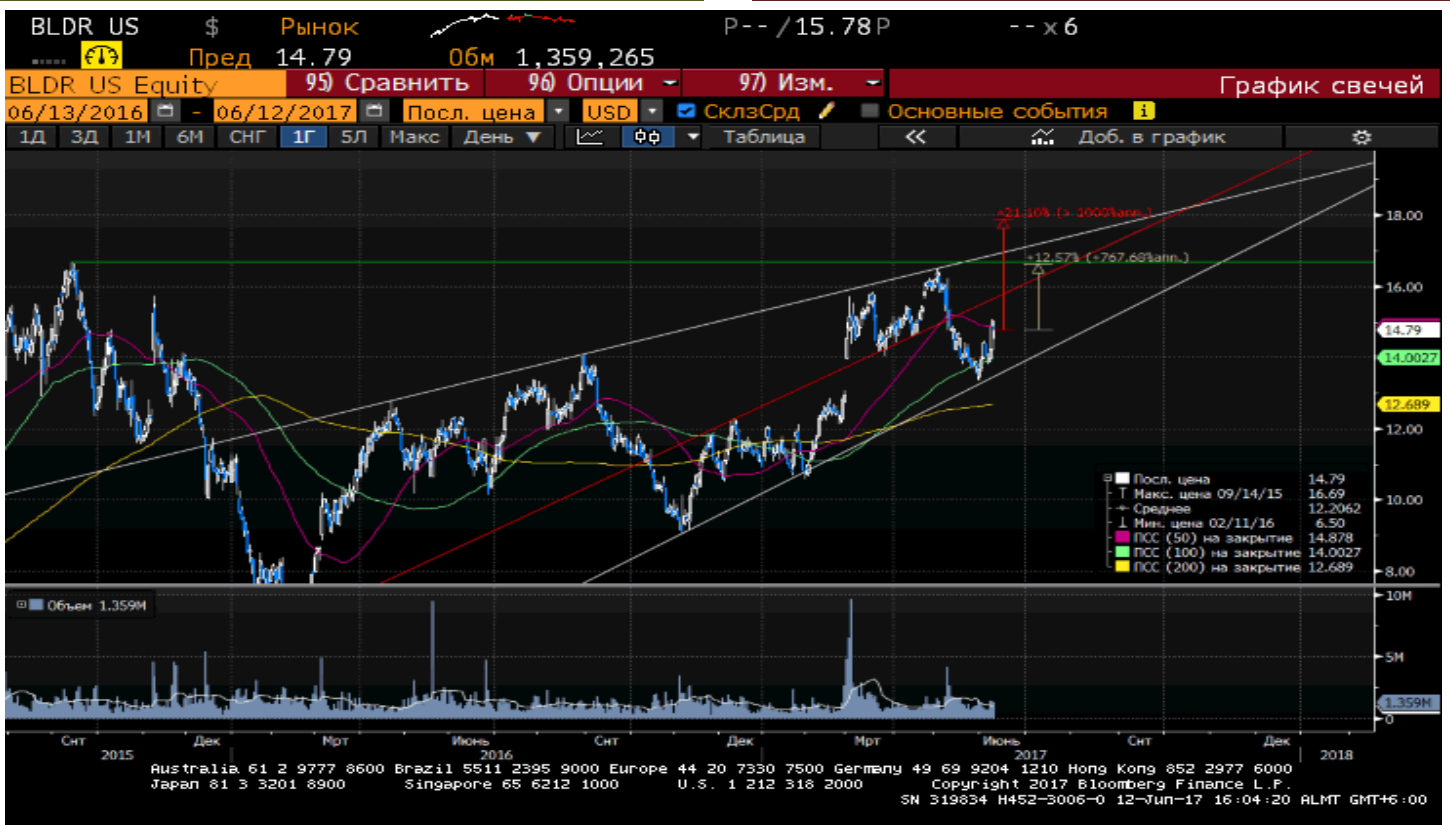 BLDR US $ Рынок P-- /15.78P -- x 6
Пред 14.79 Обм 1,359,265
BLDR US Equity 95) Сравнить 96) Опции 97) Изм. График свечей
06/13/2016 - 06/12/2017 Посл. цена USD СклзСрд Основные события i
1Д 3Д 1М 6М СНГ 1Г 5Л Макс День ▼ Таблица << Доб. в график
+21.10% (> 1000%ann.)
18.00
+12.57% (+767.68%ann.)
16.00
14.79
14.0027
12.689
12.00
10.00
Посл. цена 14.79
Макс. цена 09/14/15 16.69
Среднее 12.2062
Мин. цена 02/11/16 6.50
ПСС (50) на закрытие 14.878
ПСС (100) на закрытие 14.0027
ПСС (200) на закрытие 12.689
8.00
Объем 1.359M
10M
5M
1.359M
0
Снт Дек Мрт Июнь Снт Дек Мрт Июнь Снт Дек
2015 2016 2017 2018
Australia 61 2 9777 8600 Brazil 5511 2395 9000 Europe 44 20 7330 7500 Germany 49 69 9204 1210 Hong Kong 852 2977 6000
Japan 81 3 3201 8900 Singapore 65 6212 1000 U.S. 1 212 318 2000 Copyright 2017 Bloomberg Finance L.P.
SN 319834 H452-3006-0 12-Jun-17 16:04:20 ALMT GMT+6:00